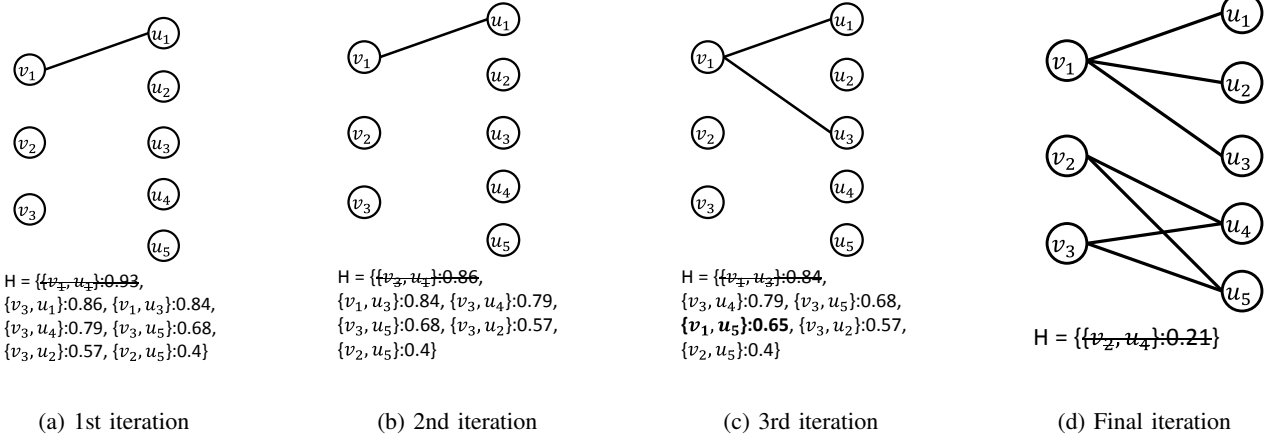 v₁
v₂
v₃
u₁
u₂
u₃
u₄
u₅
H = {{v₁, u₁}:0.93,
{v₃, u₁}:0.86, {v₁, u₃}:0.84,
{v₃, u₄}:0.79, {v₃, u₅}:0.68,
{v₃, u₂}:0.57, {v₂, u₅}:0.4}
(a) 1st iteration
v₁
v₂
v₃
u₁
u₂
u₃
u₄
u₅
H = {{v₃, u₁}:0.86,
{v₁, u₃}:0.84, {v₃, u₄}:0.79,
{v₃, u₅}:0.68, {v₃, u₂}:0.57,
{v₂, u₅}:0.4}
(b) 2nd iteration
v₁
v₂
v₃
u₁
u₂
u₃
u₄
u₅
H = {{v₁, u₃}:0.84,
{v₃, u₄}:0.79, {v₃, u₅}:0.68,
{v₁, u₅}:0.65, {v₃, u₂}:0.57,
{v₂, u₅}:0.4}
(c) 3rd iteration
v₁
v₂
v₃
u₁
u₂
u₃
u₄
u₅
H = {{v₂, u₄}:0.21}
(d) Final iteration